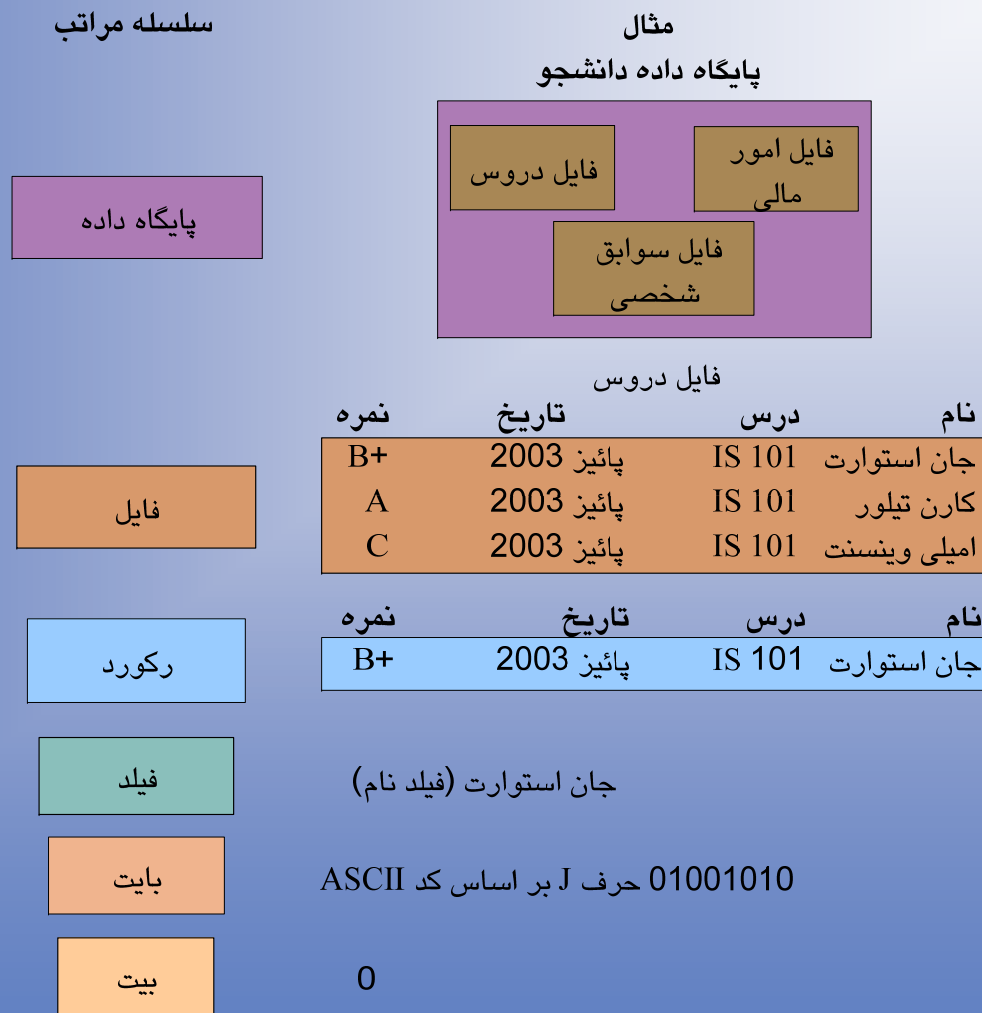 مثال
سلسله مراتب
پایگاه داده دانشجو
فایل امور
مالی
فایل دروس
فایل سوابق
شخصی
پایگاه داده
فایل دروس
نام درس تاریخ نمره
جان استوارت IS 101 پائیز 2003 B+
کارن تیلور IS 101 پائیز 2003 A
امیلی وینسنت IS 101 پائیز 2003 C
فایل
نام درس تاریخ نمره
جان استوارت IS 101 پائیز 2003 B+
رکورد
جان استوارت (فیلد نام)
فیلد
01001010 حرف J بر اساس کد ASCII
بایت
0
بیت